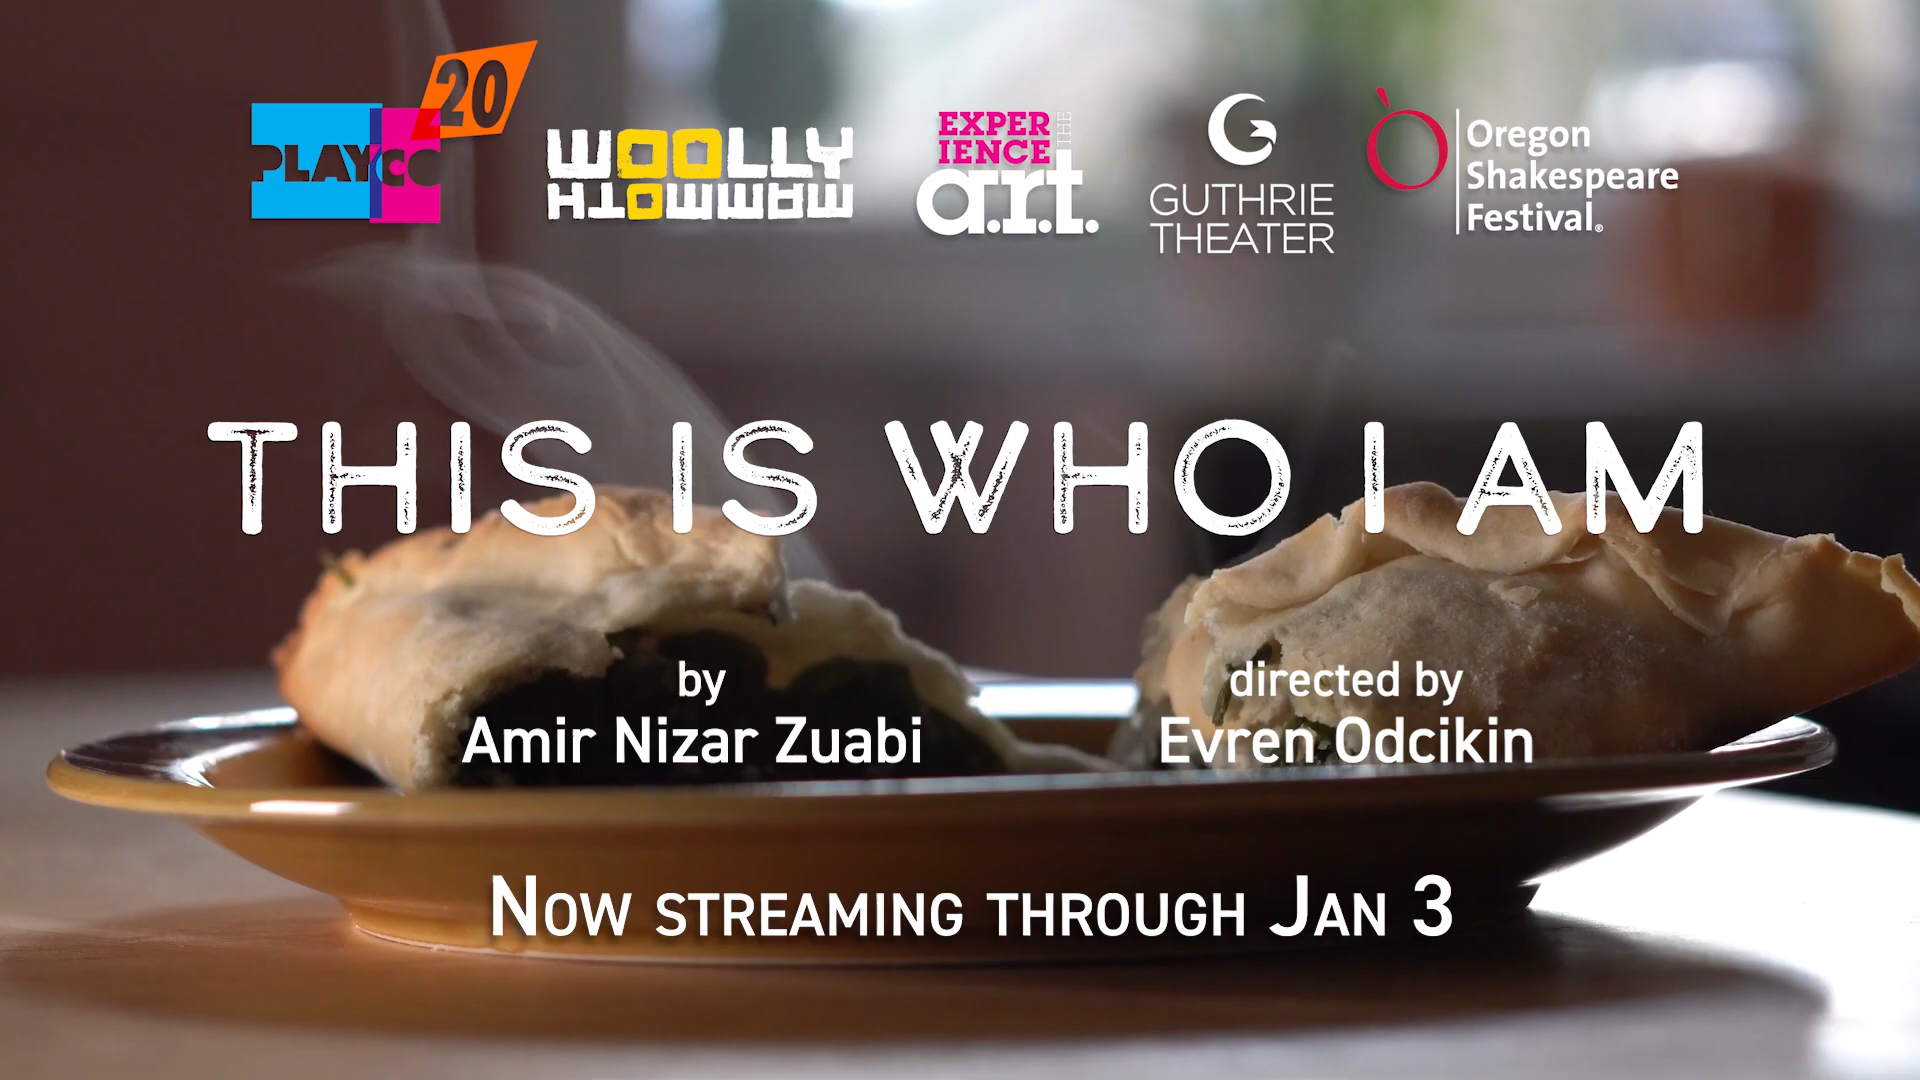 PLAYCO
20
WOOLLY
MAMMOTH
EXPER
IENCE
THE
a.r.t.
GUTHRIE
THEATER
Oregon
Shakespeare
Festival®
THIS IS WHO I AM
by
Amir Nizar Zuabi
directed by
Evren Odcikin
NOW STREAMING THROUGH JAN 3